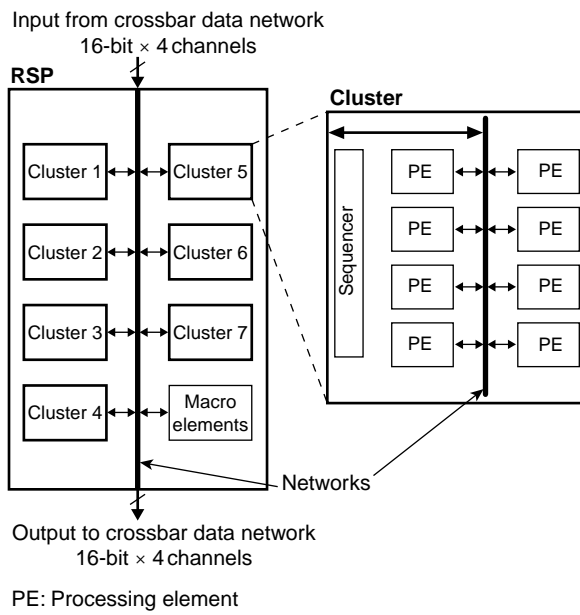 Input from crossbar data network
16-bit × 4 channels
RSP
Cluster 1
Cluster 5
Cluster 2
Cluster 6
Cluster 3
Cluster 7
Cluster 4
Macro
elements
Cluster
Sequencer
PE
PE
PE
PE
PE
PE
PE
PE
Networks
Output to crossbar data network
16-bit × 4 channels
PE: Processing element